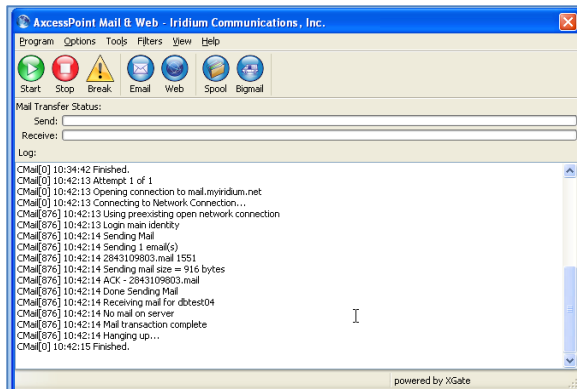 AxcessPoint Mail & Web - Iridium Communications, Inc.
Program Options Tools Filters View Help
Start Stop Break Email Web Spool Bigmail
Mail Transfer Status:
Send:
Receive:
Log:
CMail[0] 10:34:42 Finished.
CMail[0] 10:42:13 Attempt 1 of 1
CMail[0] 10:42:13 Opening connection to mail.myiridium.net
CMail[0] 10:42:13 Connecting to Network Connection...
CMail[876] 10:42:13 Using preexisting open network connection
CMail[876] 10:42:13 Login main identity
CMail[876] 10:42:14 Sending Mail
CMail[876] 10:42:14 Sending 1 email(s)
CMail[876] 10:42:14 2843109803.mail 1551
CMail[876] 10:42:14 Sending mail size = 916 bytes
CMail[876] 10:42:14 ACK - 2843109803.mail
CMail[876] 10:42:14 Done Sending Mail
CMail[876] 10:42:14 Receiving mail for dbtest04
CMail[876] 10:42:14 No mail on server
CMail[876] 10:42:14 Mail transaction complete
CMail[876] 10:42:14 Hanging up...
CMail[0] 10:42:15 Finished.
powered by XGate